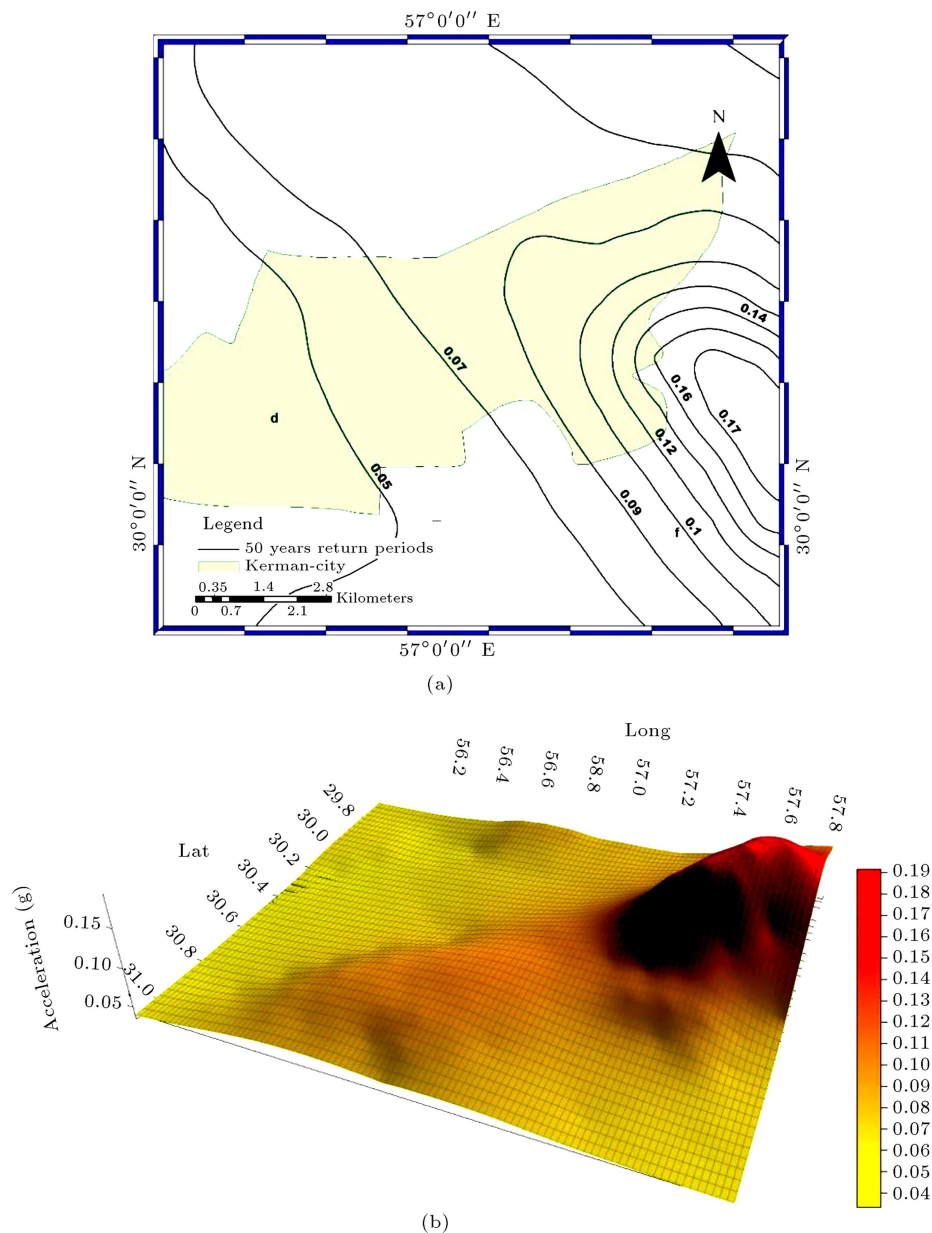 57°0'0'' E
N
0.14
0.07
0.16
0.17
d
0.12
0.05
30°0'0'' N
30°0'0'' N
0.09
0.1
f
Legend
50 years return periods
Kerman-city
0.35 1.4 2.8
Kilometers
0 0.7 2.1
57°0'0'' E
(a)
Long
56.2 56.4 56.6 58.8 57.0 57.2 57.4 57.6 57.8
Lat
29.8
30.0
30.2
30.4
30.6
30.8
31.0
Acceleration (g)
0.15
0.10
0.05
0.19
0.18
0.17
0.16
0.14
0.13
0.12
0.11
0.10
0.09
0.08
0.07
0.06
0.05
0.04
(b)